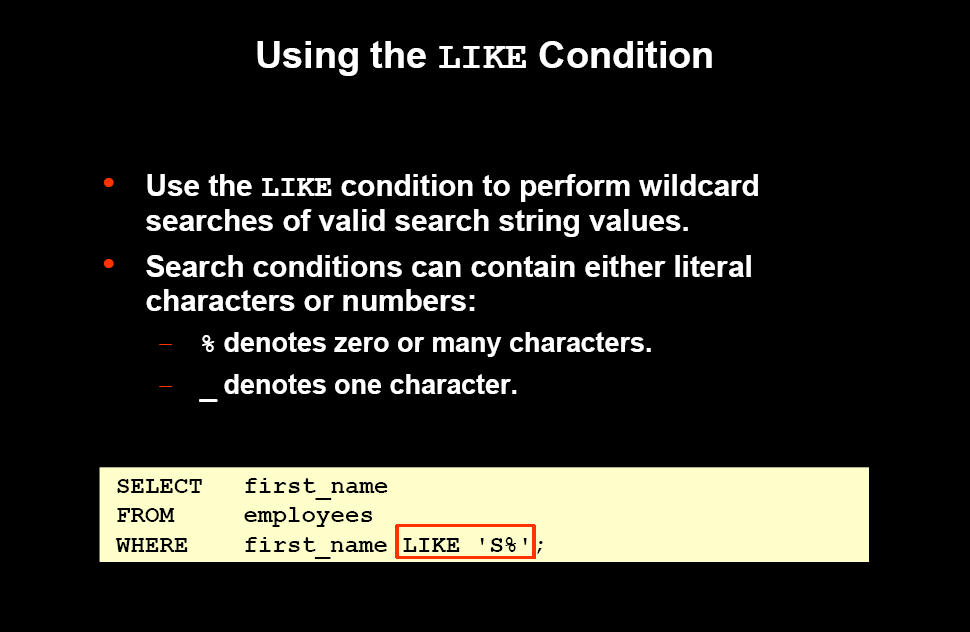 Using the LIKE Condition
• Use the LIKE condition to perform wildcard
searches of valid search string values.
• Search conditions can contain either literal
characters or numbers:
– % denotes zero or many characters.
– _ denotes one character.
SELECT first_name
FROM employees
WHERE first_name LIKE 'S%';